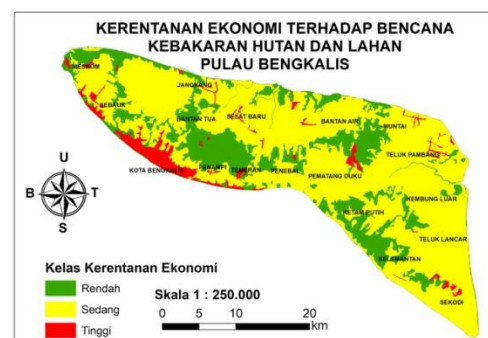 KERENTANAN EKONOMI TERHADAP BENCANA
KEBAKARAN HUTAN DAN LAHAN
PULAU BENGKALIS
MESKOM
JANGKANG
SEBAUK
SELAT BARU
BANTAN TUA
BANTAN AIR
MUNTAI
TELUK PAMBANG
KOTA BENGKALIS
TEMERAN
PENEBAL
PEMATANG DUKU
KEMBUNG LUAR
KETAM PUTIH
TELUK LANCAR
KELEMANTAN
SEKODI
U
B
T
S
Kelas Kerentanan Ekonomi
Rendah
Sedang
Tinggi
Skala 1 : 250.000
0 5 10 20
km